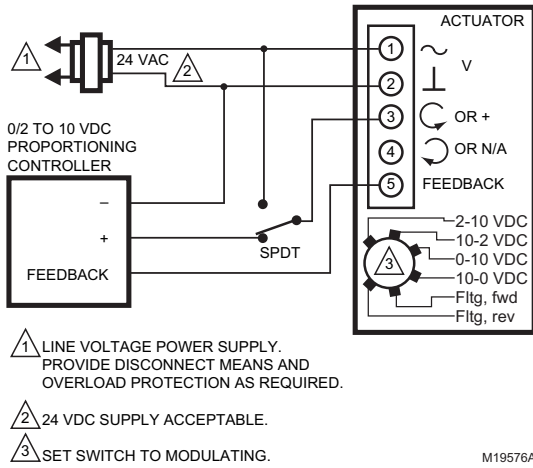 ACTUATOR
1
24 VAC
2
1
V
2
0/2 TO 10 VDC
PROPORTIONING
CONTROLLER
3
OR +
4
OR N/A
–
5
FEEDBACK
+
SPDT
FEEDBACK
3
2-10 VDC
10-2 VDC
0-10 VDC
10-0 VDC
Fltg, fwd
Fltg, rev
1 LINE VOLTAGE POWER SUPPLY.
PROVIDE DISCONNECT MEANS AND
OVERLOAD PROTECTION AS REQUIRED.
2 24 VDC SUPPLY ACCEPTABLE.
3 SET SWITCH TO MODULATING.
M19576A